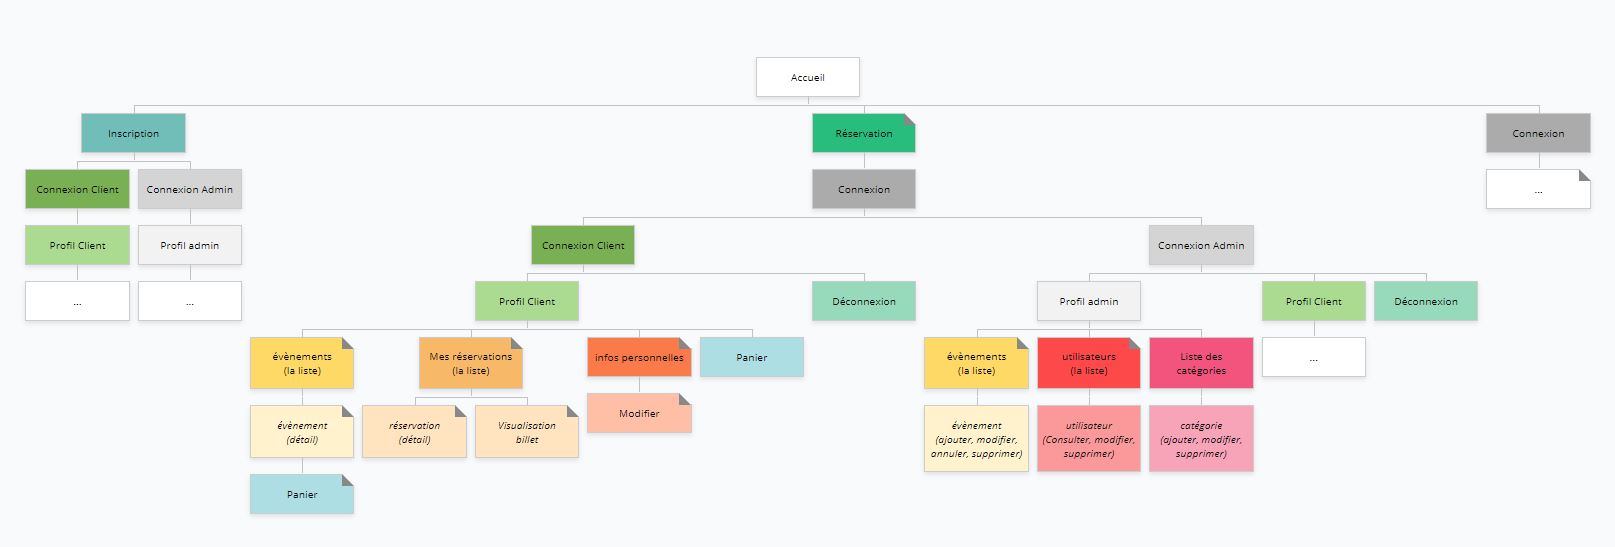 Accueil
Inscription
Réservation
Connexion
Connexion Client
Connexion Admin
Connexion
...
Profil Client
Profil admin
Connexion Client
Connexion Admin
...
...
Profil Client
Déconnexion
Profil admin
Profil Client
Déconnexion
évènements
(la liste)
Mes réservations
(la liste)
infos personnelles
Panier
évènements
(la liste)
utilisateurs
(la liste)
Liste des
catégories
...
évènement
(détail)
réservation
(détail)
Visualisation
billet
Modifier
évènement
(ajouter, modifier,
annuler, supprimer)
utilisateur
(Consulter, modifier,
supprimer)
catégorie
(ajouter, modifier,
supprimer)
Panier